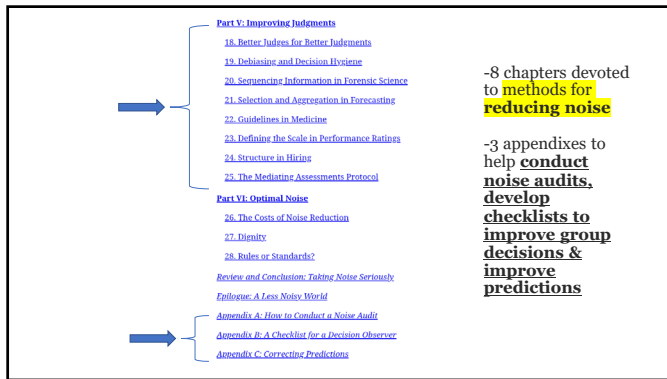 Part V: Improving Judgments
18. Better Judges for Better Judgments
19. Debiasing and Decision Hygiene
20. Sequencing Information in Forensic Science
21. Selection and Aggregation in Forecasting
22. Guidelines in Medicine
23. Defining the Scale in Performance Ratings
24. Structure in Hiring
25. The Mediating Assessments Protocol
Part VI: Optimal Noise
26. The Costs of Noise Reduction
27. Dignity
28. Rules or Standards?
Review and Conclusion: Taking Noise Seriously
Epilogue: A Less Noisy World
Appendix A: How to Conduct a Noise Audit
Appendix B: A Checklist for a Decision Observer
Appendix C: Correcting Predictions
-8 chapters devoted
to methods for
reducing noise
-3 appendixes to
help conduct
noise audits,
develop
checklists to
improve group
decisions &
improve
predictions